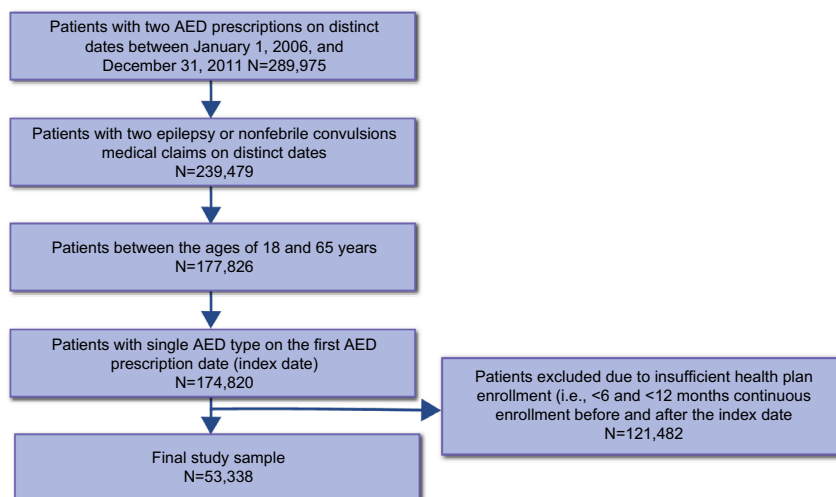 Patients with two AED prescriptions on distinct
dates between January 1, 2006, and
December 31, 2011 N=289,975
Patients with two epilepsy or nonfebrile convulsions
medical claims on distinct dates
N=239,479
Patients between the ages of 18 and 65 years
N=177,826
Patients with single AED type on the first AED
prescription date (index date)
N=174,820
Patients excluded due to insufficient health plan
enrollment (i.e., <6 and <12 months continuous
enrollment before and after the index date
N=121,482
Final study sample
N=53,338